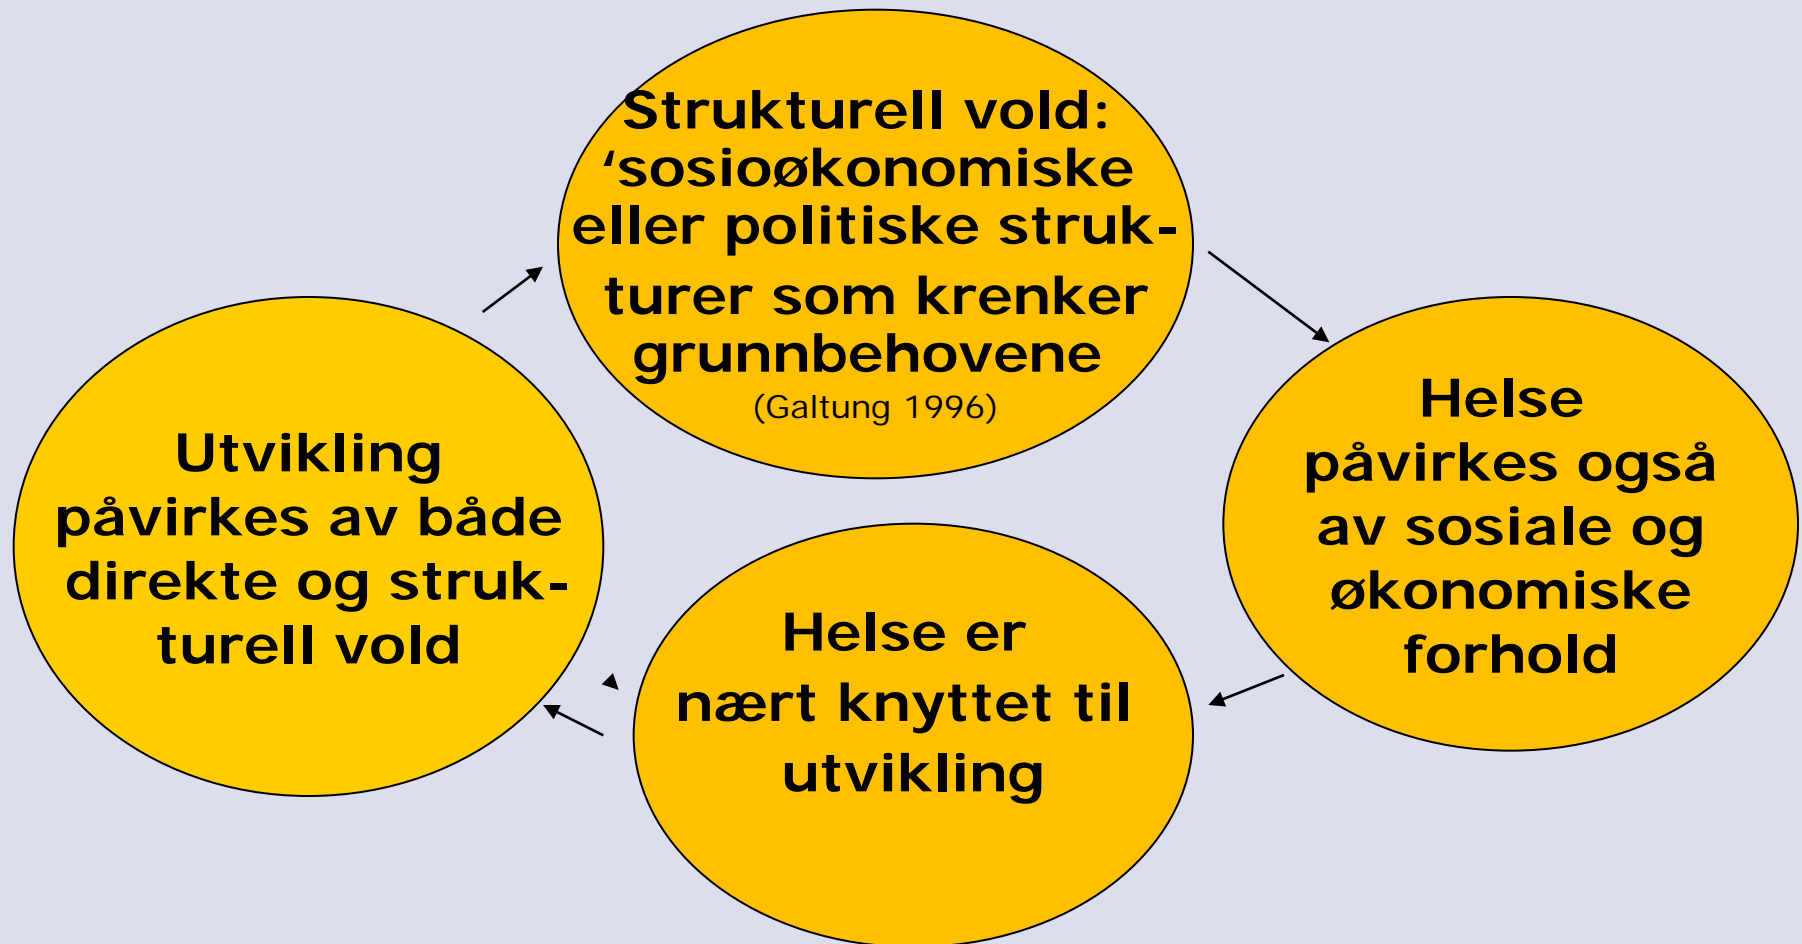 Strukturell vold:
‘sosioøkonomiske
eller politiske struk-
turer som krenker
grunnbehovene
(Galtung 1996)
Helse
påvirkes også
av sosiale og
økonomiske
forhold
Helse er
nært knyttet til
utvikling
Utvikling
påvirkes av både
direkte og struk-
turell vold